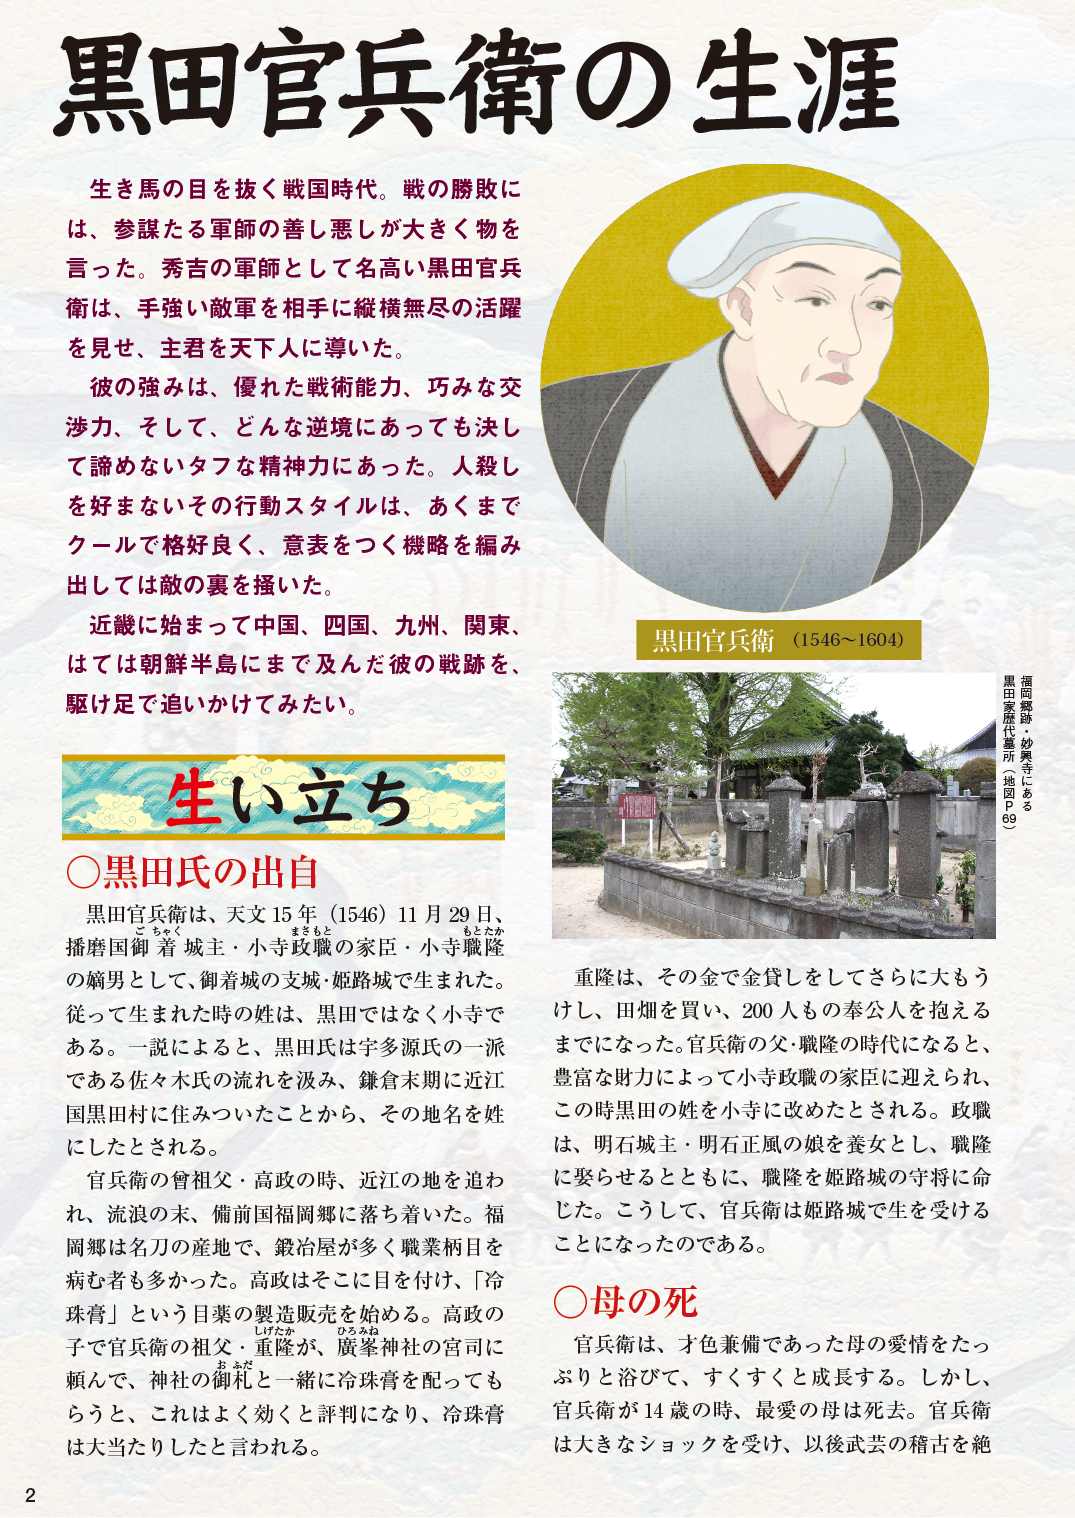 黒田官兵衛の生涯
生き馬の目を抜く戦国時代。戦の勝敗に
は、参謀たる軍師の善し悪しが大きく物を
言った。秀吉の軍師として名高い黒田官兵
衛は、手強い敵軍を相手に縦横無尽の活躍
を見せ、主君を天下人に導いた。
彼の強みは、優れた戦術能力、巧みな交
渉力、そして、どんな逆境にあっても決し
て諦めないタフな精神力にあった。人殺し
を好まないその行動スタイルは、あくまで
クールで格好良く、意表をつく機略を編み
出しては敵の裏を掻いた。
近畿に始まって中国、四国、九州、関東、
はては朝鮮半島にまで及んだ彼の戦跡を、
駆け足で追いかけてみたい。
黒田官兵衛 （1546〜1604）
福岡郷跡・妙興寺にある
黒田家歴代墓所（地図P69）
生い立ち
○黒田氏の出自
黒田官兵衛は、天文 15 年（1546）11 月 29 日、
ご ちゃく まさもと もとたか
播磨国御着城主・小寺政職の家臣・小寺職隆
の嫡男として、御着城の支城・姫路城で生まれた。
従って生まれた時の姓は、黒田ではなく小寺で
ある。一説によると、黒田氏は宇多源氏の一派
である佐々木氏の流れを汲み、鎌倉末期に近江
国黒田村に住みついたことから、その地名を姓
にしたとされる。
官兵衛の曾祖父・高政の時、近江の地を追わ
れ、流浪の末、備前国福岡郷に落ち着いた。福
岡郷は名刀の産地で、鍛冶屋が多く職業柄目を
病む者も多かった。高政はそこに目を付け、「冷
珠膏」という目薬の製造販売を始める。高政の
しげたか ひろみね
子で官兵衛の祖父・重隆が、廣峯神社の宮司に
お ふだ
頼んで、神社の御札と一緒に冷珠膏を配っても
らうと、これはよく効くと評判になり、冷珠膏
は大当たりしたと言われる。
重隆は、その金で金貸しをしてさらに大もう
けし、田畑を買い、200 人もの奉公人を抱える
までになった。官兵衛の父・職隆の時代になると、
豊富な財力によって小寺政職の家臣に迎えられ、
この時黒田の姓を小寺に改めたとされる。政職
は、明石城主・明石正風の娘を養女とし、職隆
に娶らせるとともに、職隆を姫路城の守将に命
じた。こうして、官兵衛は姫路城で生を受ける
ことになったのである。
○母の死
官兵衛は、才色兼備であった母の愛情をたっ
ぷりと浴びて、すくすくと成長する。しかし、
官兵衛が 14 歳の時、最愛の母は死去。官兵衛
は大きなショックを受け、以後武芸の稽古を絶
2